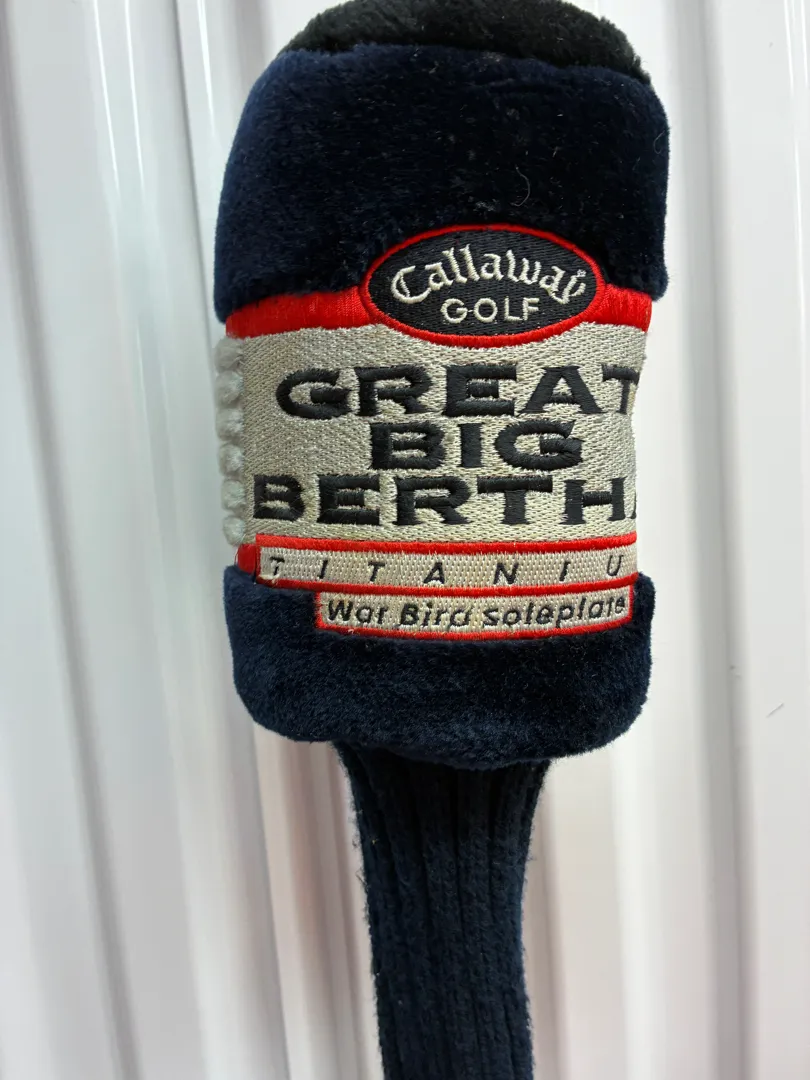 Callaway
GOLF
GREAT
BIG
BERTHA
TITANIU
War Bird soleplate